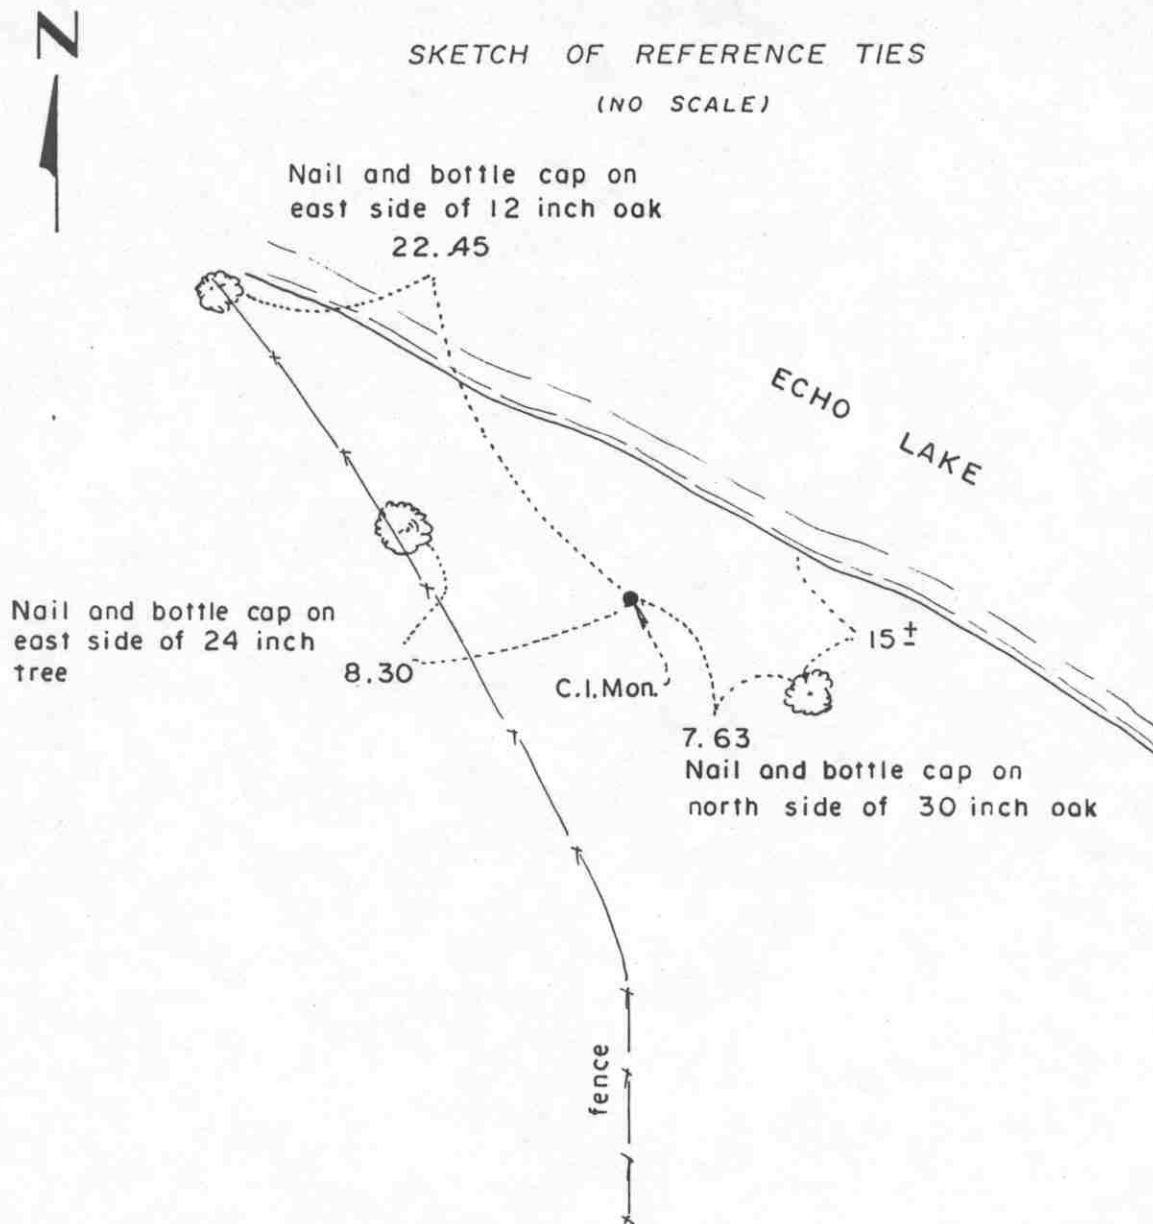 N
SKETCH OF REFERENCE TIES
(NO SCALE)
Nail and bottle cap on
east side of 12 inch oak
22.45
ECHO LAKE
Nail and bottle cap on
east side of 24 inch
tree
8.30
15±
C.I.Mon.
7.63
Nail and bottle cap on
north side of 30 inch oak
fence